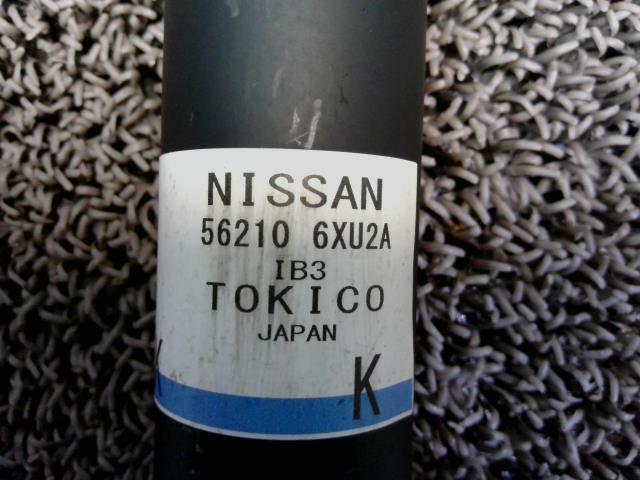 NISSAN
56210 6XU2A
IB3
TOKICO
JAPAN
K K